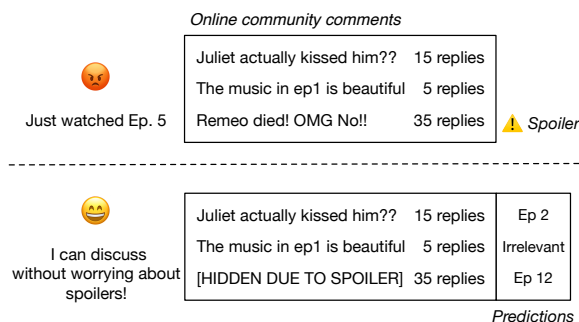 Online community comments
Juliet actually kissed him?? 15 replies
The music in ep1 is beautiful 5 replies
Just watched Ep. 5
Remeo died! OMG No!! 35 replies
Spoiler
Juliet actually kissed him?? 15 replies Ep 2
The music in ep1 is beautiful 5 replies Irrelevant
[HIDDEN DUE TO SPOILER] 35 replies Ep 12
I can discuss
without worrying about
spoilers!
Predictions